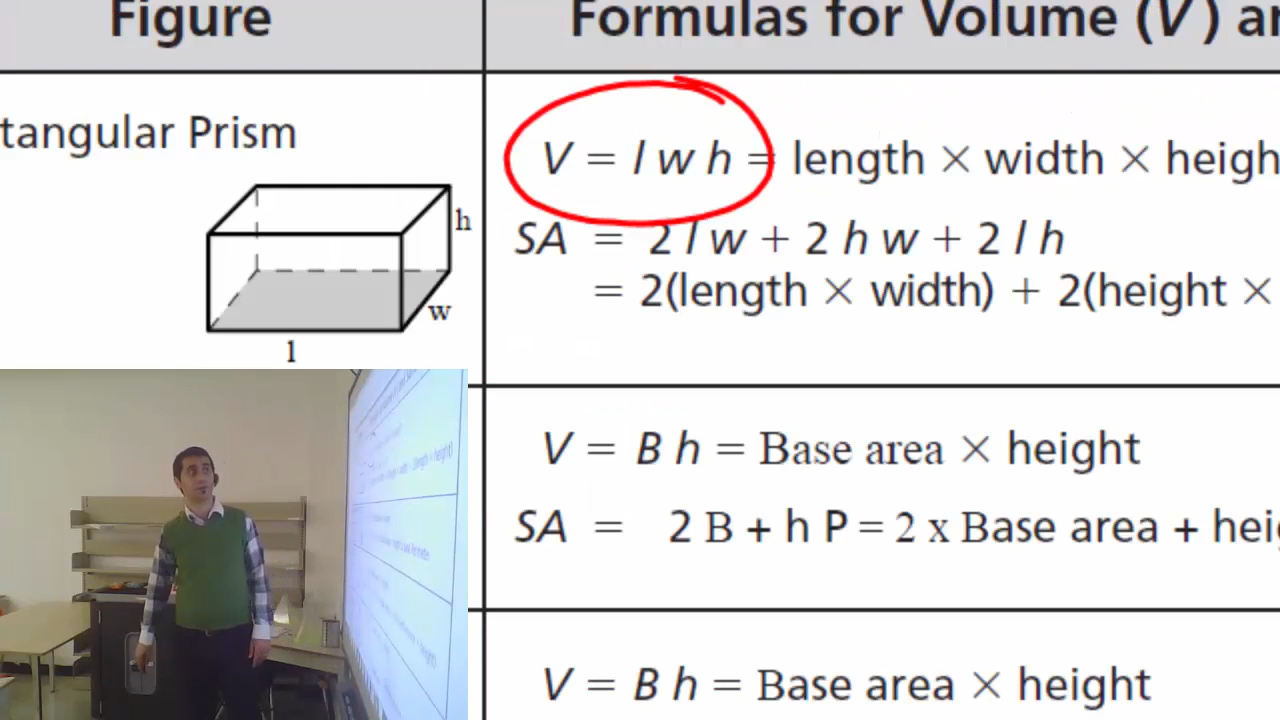 Figure
Formulas for Volume (V)
tangular Prism
V = l w h = length × width × heigh
h
w
l
SA = 2 l w + 2 h w + 2 l h
= 2(length × width) + 2(height ×
V = B h = Base area × height
SA = 2 B + h P = 2 x Base area + hei
V = B h = Base area × height